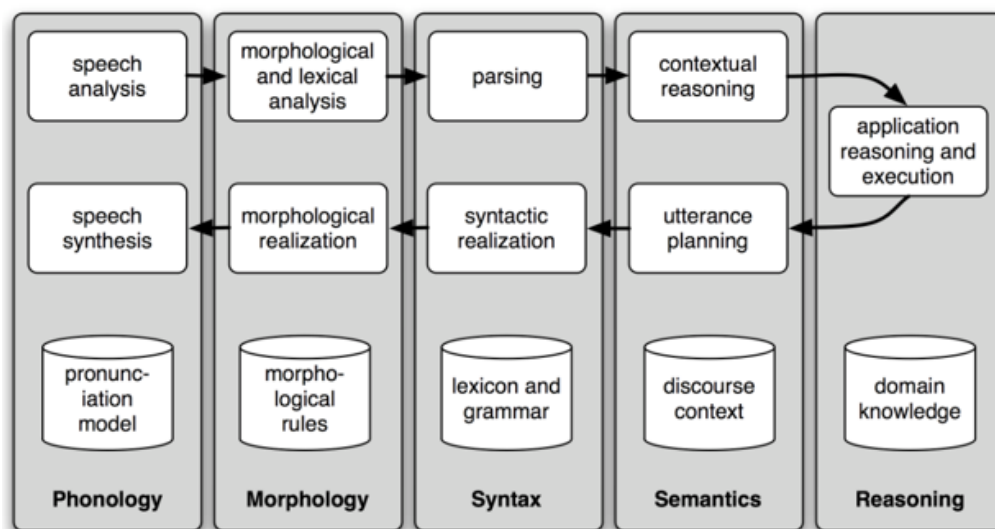 speech
analysis
morphological
and lexical
analysis
parsing
contextual
reasoning
application
reasoning and
execution
speech
synthesis
morphological
realization
syntactic
realization
utterance
planning
pronunc-
iation
model
morpho-
logical
rules
lexicon and
grammar
discourse
context
domain
knowledge
Phonology
Morphology
Syntax
Semantics
Reasoning